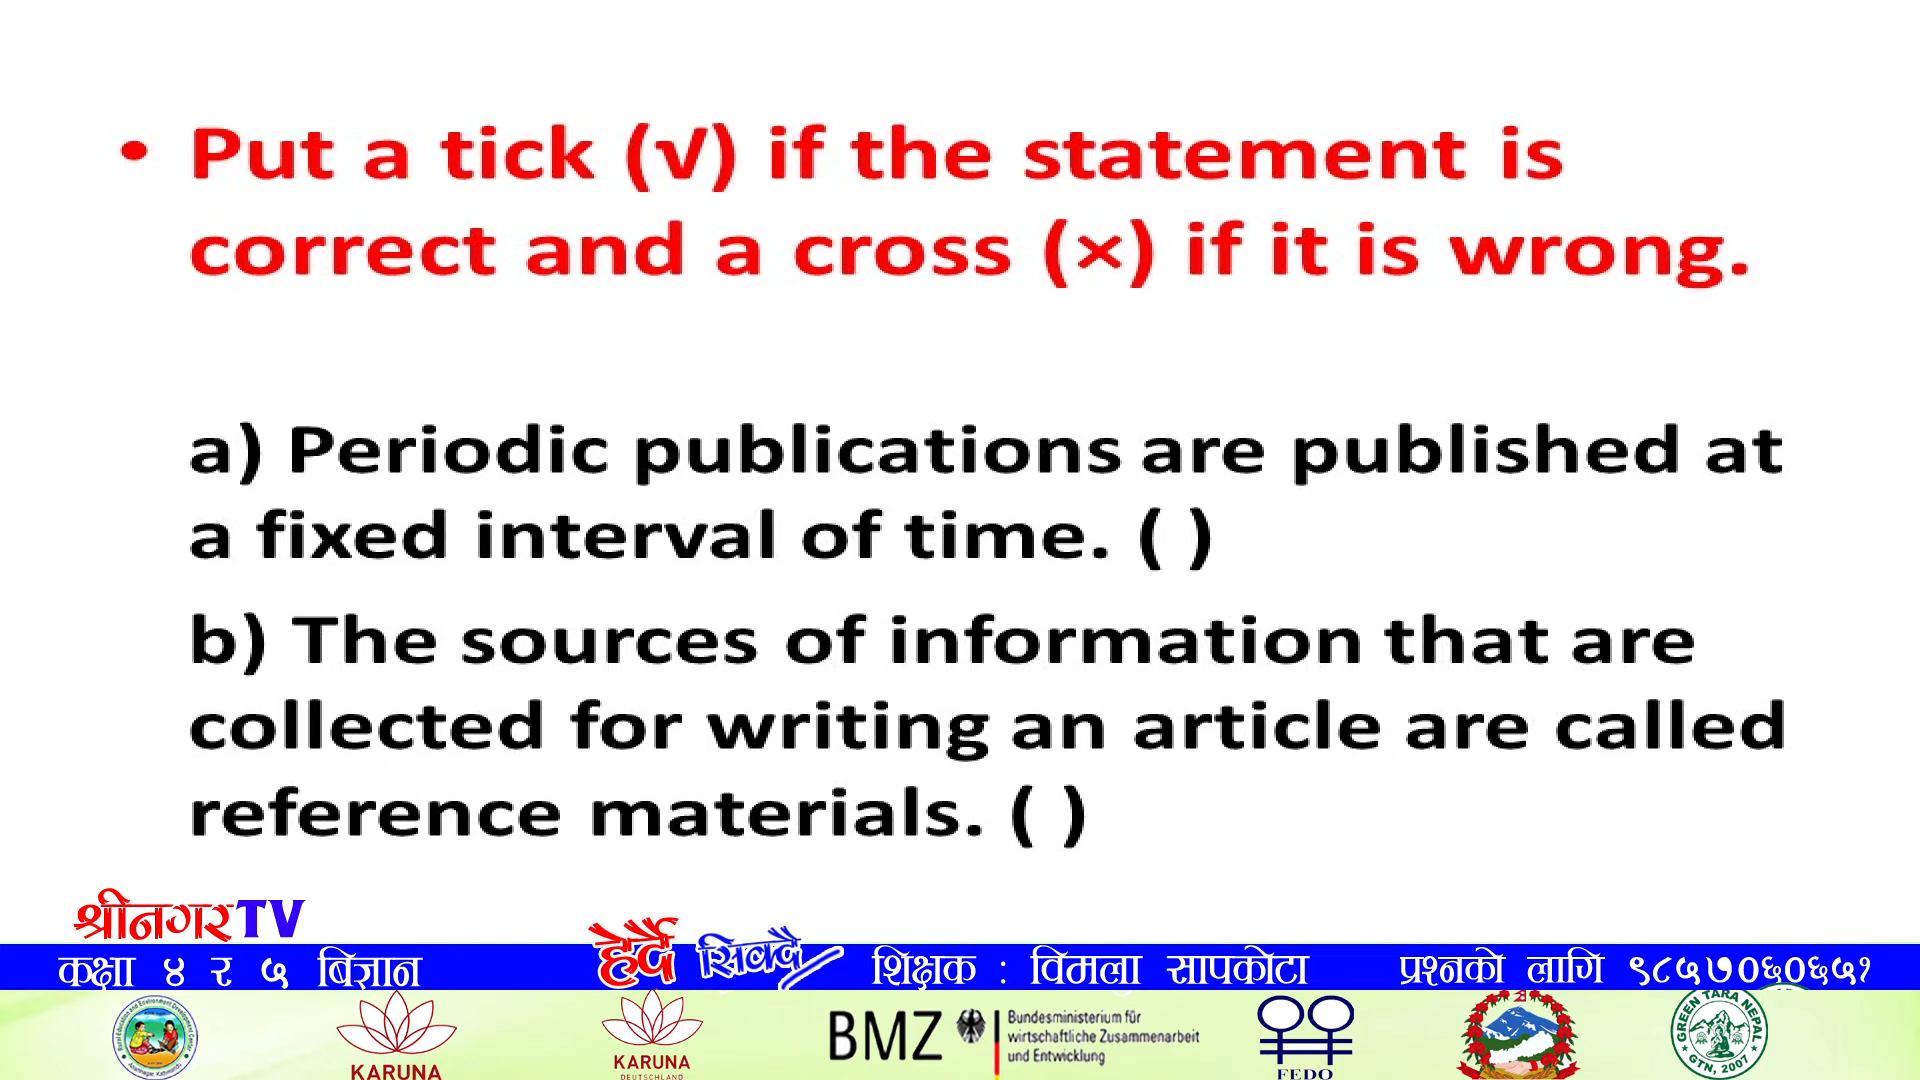 • Put a tick (√) if the statement is
correct and a cross (×) if it is wrong.
a) Periodic publications are published at
a fixed interval of time. ( )
b) The sources of information that are
collected for writing an article are called
reference materials. ( )
श्रीनगर TV
कक्षा ४ र ५ बिज्ञान
हेर्दै सिक्दै
शिक्षक : विमला सापकोटा
प्रश्नको लागि ९८५७०६०६५१
KARUNA
KARUNA
DEUTSCHLAND
BMZ
Bundesministerium für
wirtschaftliche Zusammenarbeit
und Entwicklung
FEDO
GREEN TARA NEPAL
GTN, 2007